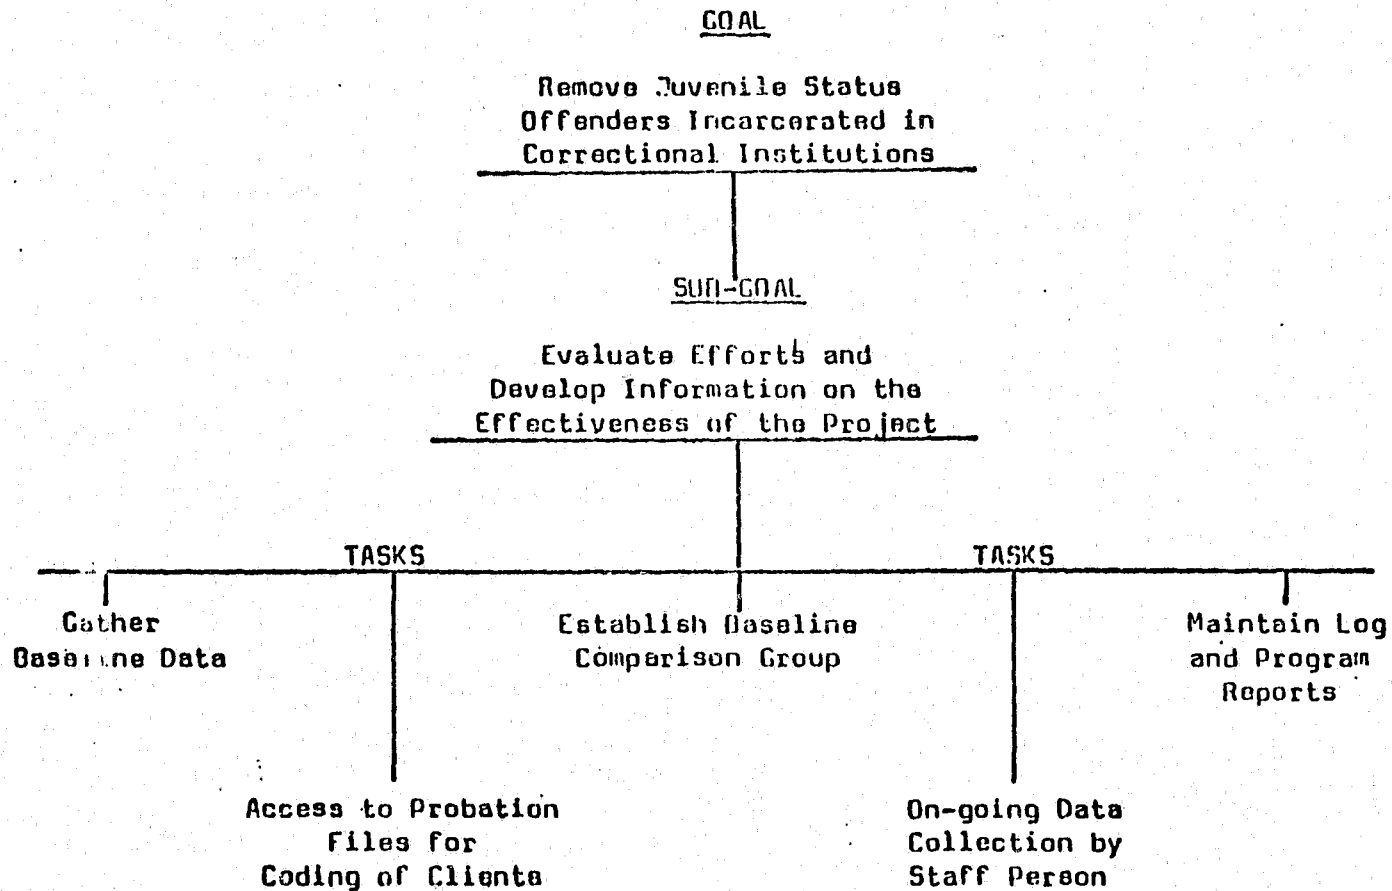 GOAL
Remove Juvenile Status
Offenders Incarcerated in
Correctional Institutions
SUB-GOAL
Evaluate Efforts and
Develop Information on the
Effectiveness of the Project
TASKS
TASKS
Gather
Baseline Data
Establish Baseline
Comparison Group
Maintain Log
and Program
Reports
Access to Probation
Files for
Coding of Clients
On-going Data
Collection by
Staff Person